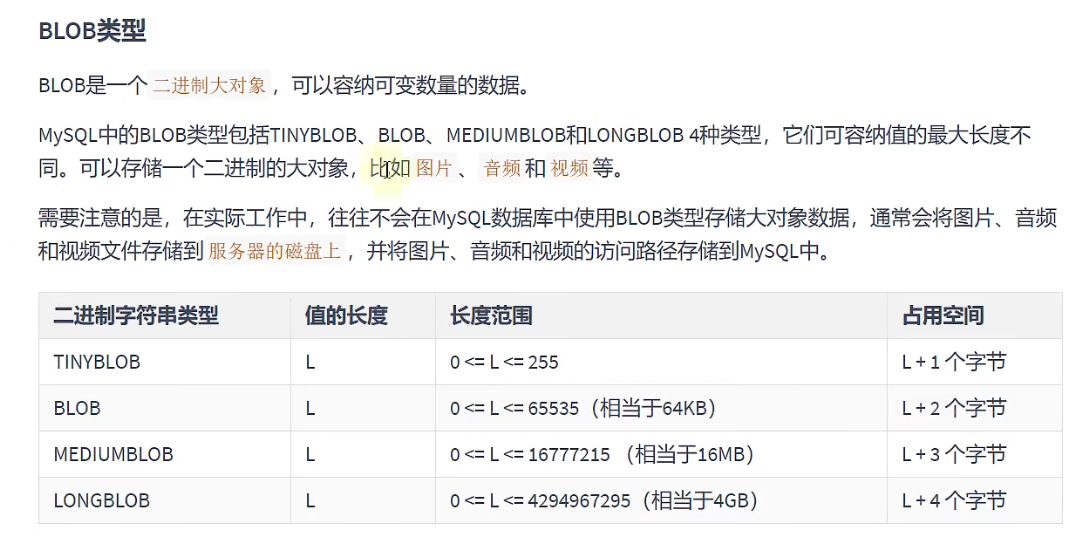 BLOB类型
BLOB是一个 二进制大对象 ，可以容纳可变数量的数据。
MySQL中的BLOB类型包括TINYBLOB、BLOB、MEDIUMBLOB和LONGBLOB 4种类型，它们可容纳值的最大长度不
同。可以存储一个二进制的大对象，比如 图片 、 音频 和 视频 等。
需要注意的是，在实际工作中，往往不会在MySQL数据库中使用BLOB类型存储大对象数据，通常会将图片、音频
和视频文件存储到 服务器的磁盘上 ，并将图片、音频和视频的访问路径存储到MySQL中。
二进制字符串类型 值的长度 长度范围 占用空间
TINYBLOB L 0 <= L <= 255 L + 1 个字节
BLOB L 0 <= L <= 65535（相当于64KB） L + 2 个字节
MEDIUMBLOB L 0 <= L <= 16777215 （相当于16MB） L + 3 个字节
LONGBLOB L 0 <= L <= 4294967295（相当于4GB） L + 4 个字节